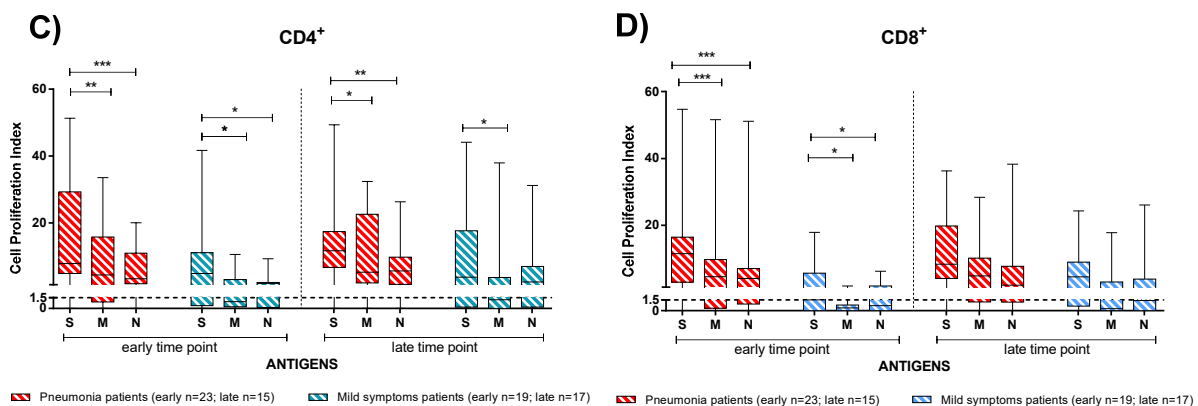 C)
CD4+
Cell Proliferation Index
60
40
20
1.5
0
***
**
*
*
**
*
*
S M N S M N S M N S M N
early time point late time point
ANTIGENS
Pneumonia patients (early n=23; late n=15) Mild symptoms patients (early n=19; late n=17)
D)
CD8+
Cell Proliferation Index
60
40
20
1.5
0
***
***
*
*
S M N S M N S M N S M N
early time point late time point
ANTIGENS
Pneumonia patients (early n=23; late n=15) Mild symptoms patients (early n=19; late n=17)